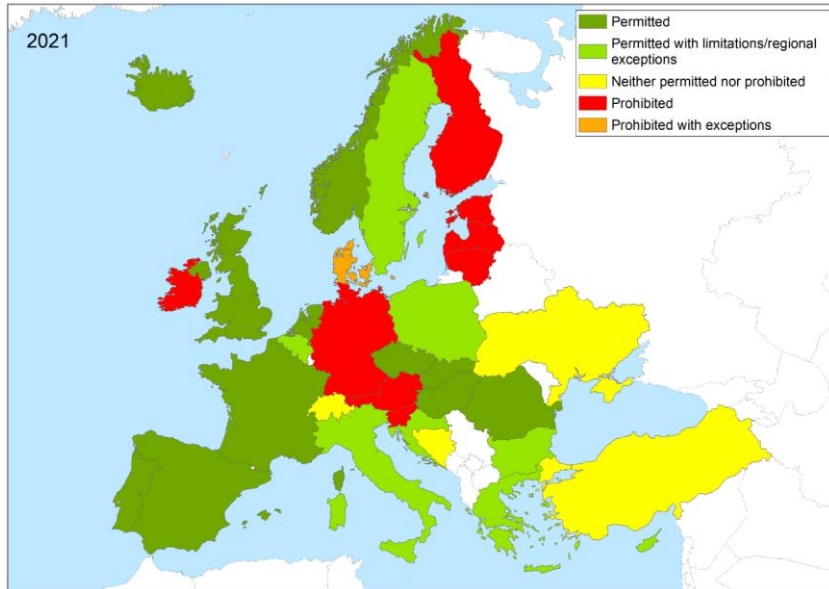 2021
Permitted
Permitted with limitations/regional
exceptions
Neither permitted nor prohibited
Prohibited
Prohibited with exceptions